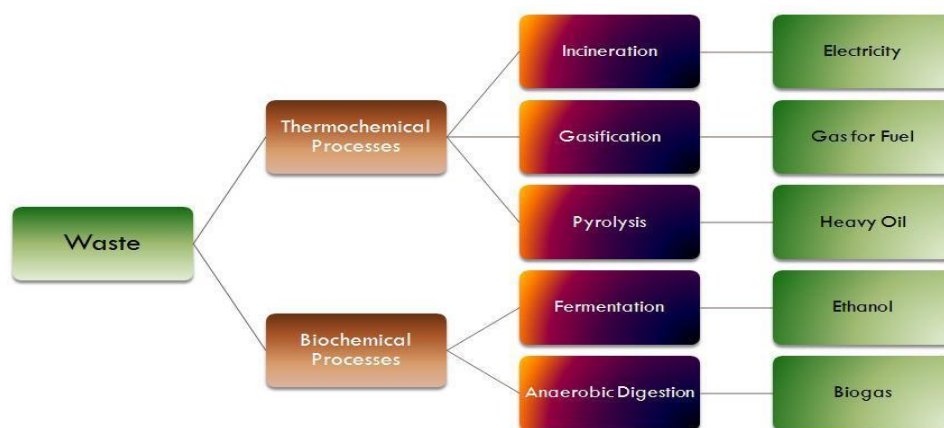 Waste
Thermochemical
Processes
Biochemical
Processes
Incineration
Gasification
Pyrolysis
Fermentation
Anaerobic Digestion
Electricity
Gas for Fuel
Heavy Oil
Ethanol
Biogas